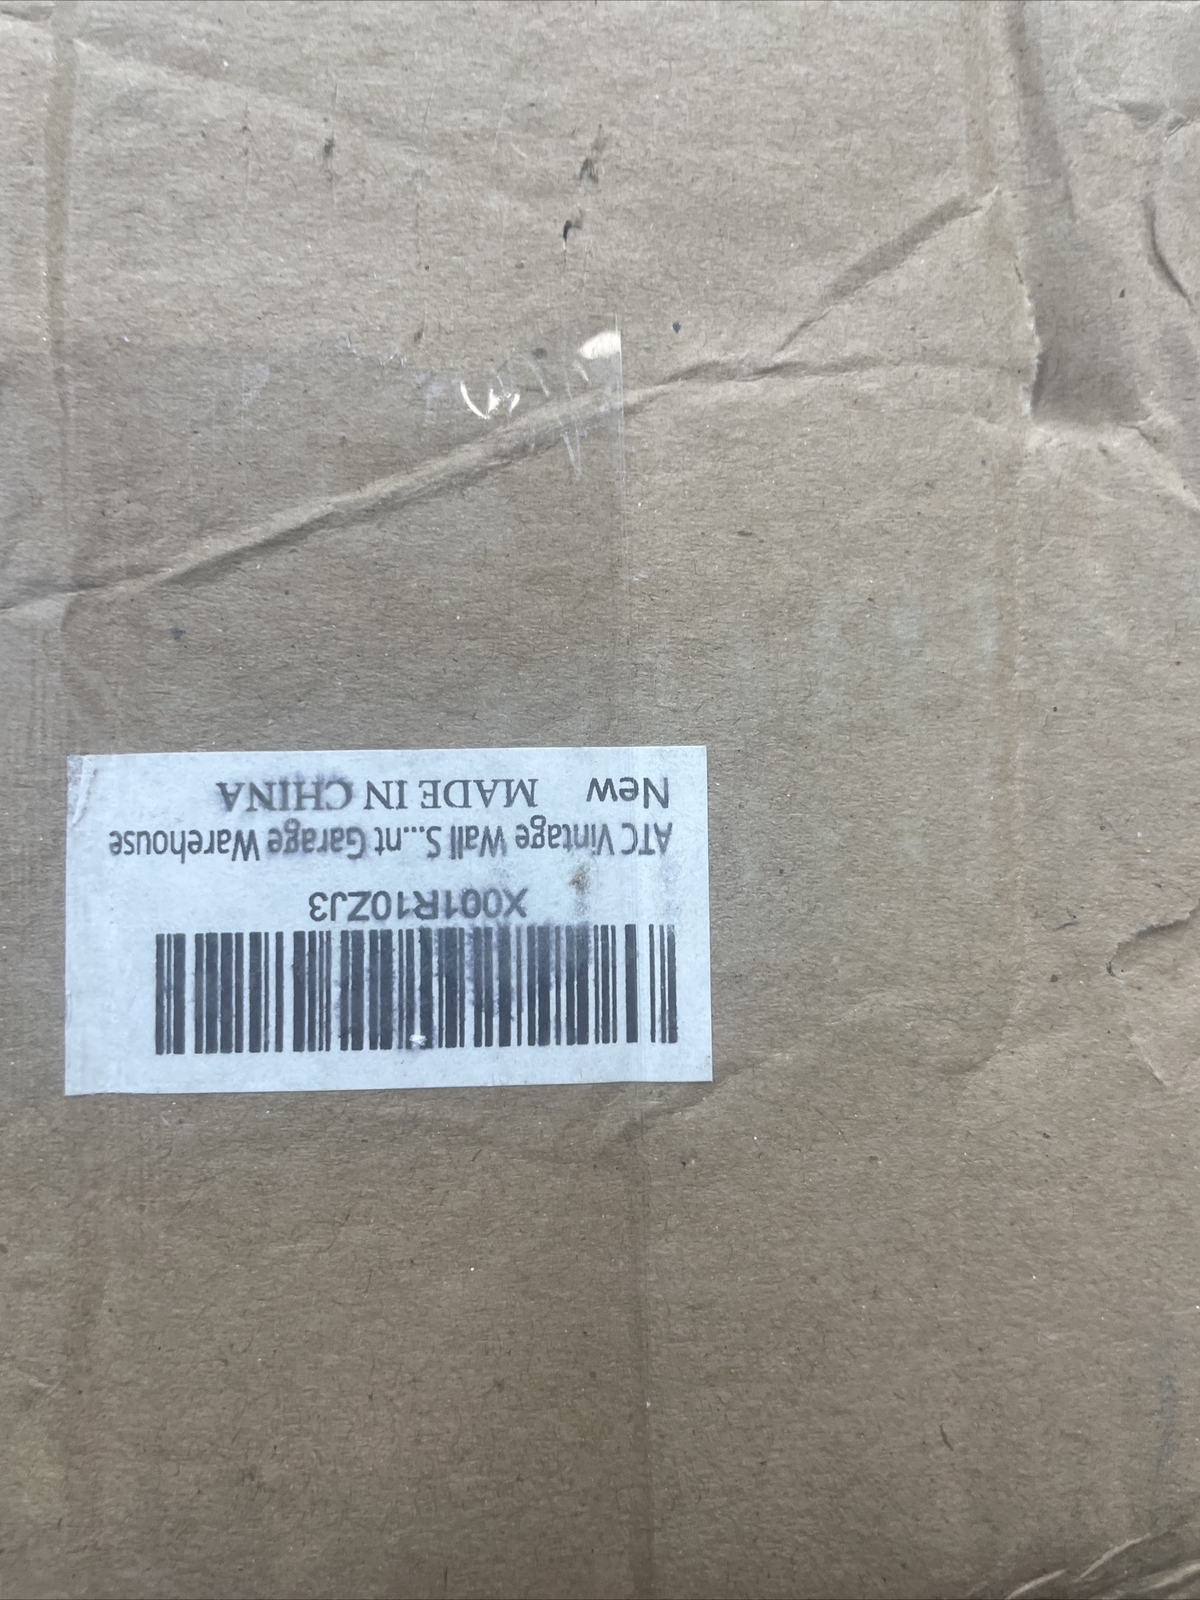 X001R10ZJ3
ATC Vintage Wall S...nt Garage Warehouse
New MADE IN CHINA